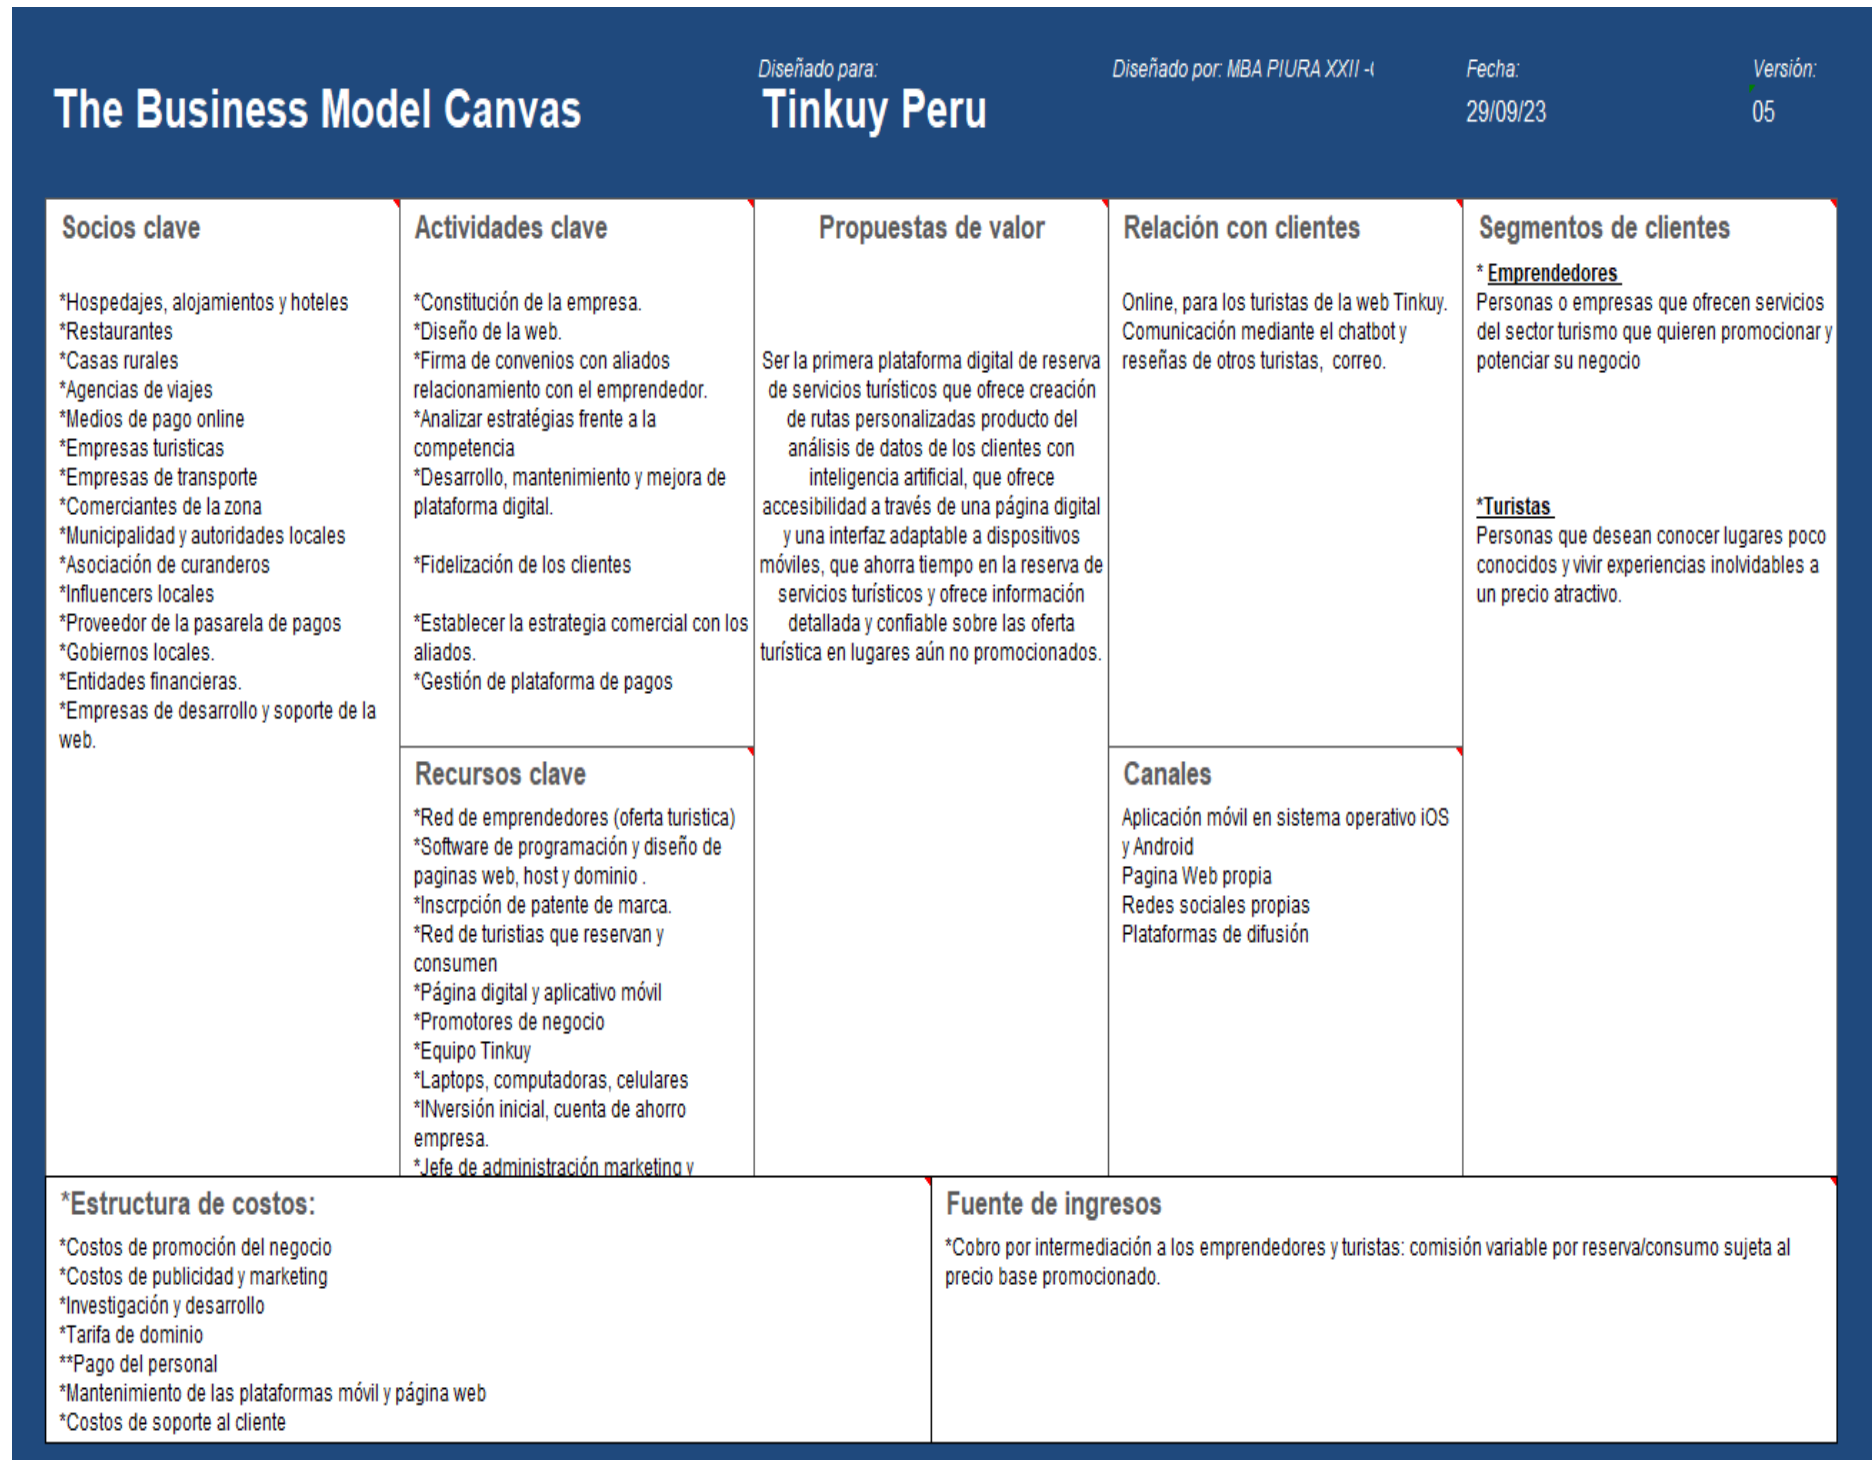 The Business Model Canvas
Diseñado para:
Tinkuy Peru
Diseñado por: MBA PIURA XXII -
Fecha:
29/09/23
Versión:
05
Socios clave
*Hospedajes, alojamientos y hoteles
*Restaurantes
*Casas rurales
*Agencias de viajes
*Medios de pago online
*Empresas turisticas
*Empresas de transporte
*Comerciantes de la zona
*Municipalidad y autoridades locales
*Asociación de curanderos
*Influencers locales
*Proveedor de la pasarela de pagos
*Gobiernos locales.
*Entidades financieras.
*Empresas de desarrollo y soporte de la
web.
Actividades clave
*Constitución de la empresa.
*Diseño de la web.
*Firma de convenios con aliados
relacionamiento con el emprendedor.
*Analizar estratégias frente a la
competencia
*Desarrollo, mantenimiento y mejora de
plataforma digital.
*Fidelización de los clientes
*Establecer la estrategia comercial con los
aliados.
*Gestión de plataforma de pagos
Recursos clave
*Red de emprendedores (oferta turistica)
*Software de programación y diseño de
paginas web, host y dominio .
*Inscrpción de patente de marca.
*Red de turistias que reservan y
consumen
*Página digital y aplicativo móvil
*Promotores de negocio
*Equipo Tinkuy
*Laptops, computadoras, celulares
*INversión inicial, cuenta de ahorro
empresa.
*Jefe de administración marketing y
Propuestas de valor
Ser la primera plataforma digital de reserva
de servicios turísticos que ofrece creación
de rutas personalizadas producto del
análisis de datos de los clientes con
inteligencia artificial, que ofrece
accesibilidad a través de una página digital
y una interfaz adaptable a dispositivos
móviles, que ahorra tiempo en la reserva de
servicios turísticos y ofrece información
detallada y confiable sobre las oferta
turística en lugares aún no promocionados.
Relación con clientes
Online, para los turistas de la web Tinkuy.
Comunicación mediante el chatbot y
reseñas de otros turistas, correo.
Canales
Aplicación móvil en sistema operativo iOS
y Android
Pagina Web propia
Redes sociales propias
Plataformas de difusión
Segmentos de clientes
* Emprendedores
Personas o empresas que ofrecen servicios
del sector turismo que quieren promocionar y
potenciar su negocio
*Turistas
Personas que desean conocer lugares poco
conocidos y vivir experiencias inolvidables a
un precio atractivo.
*Estructura de costos:
*Costos de promoción del negocio
*Costos de publicidad y marketing
*Investigación y desarrollo
*Tarifa de dominio
**Pago del personal
*Mantenimiento de las plataformas móvil y página web
*Costos de soporte al cliente
Fuente de ingresos
*Cobro por intermediación a los emprendedores y turistas: comisión variable por reserva/consumo sujeta al
precio base promocionado.